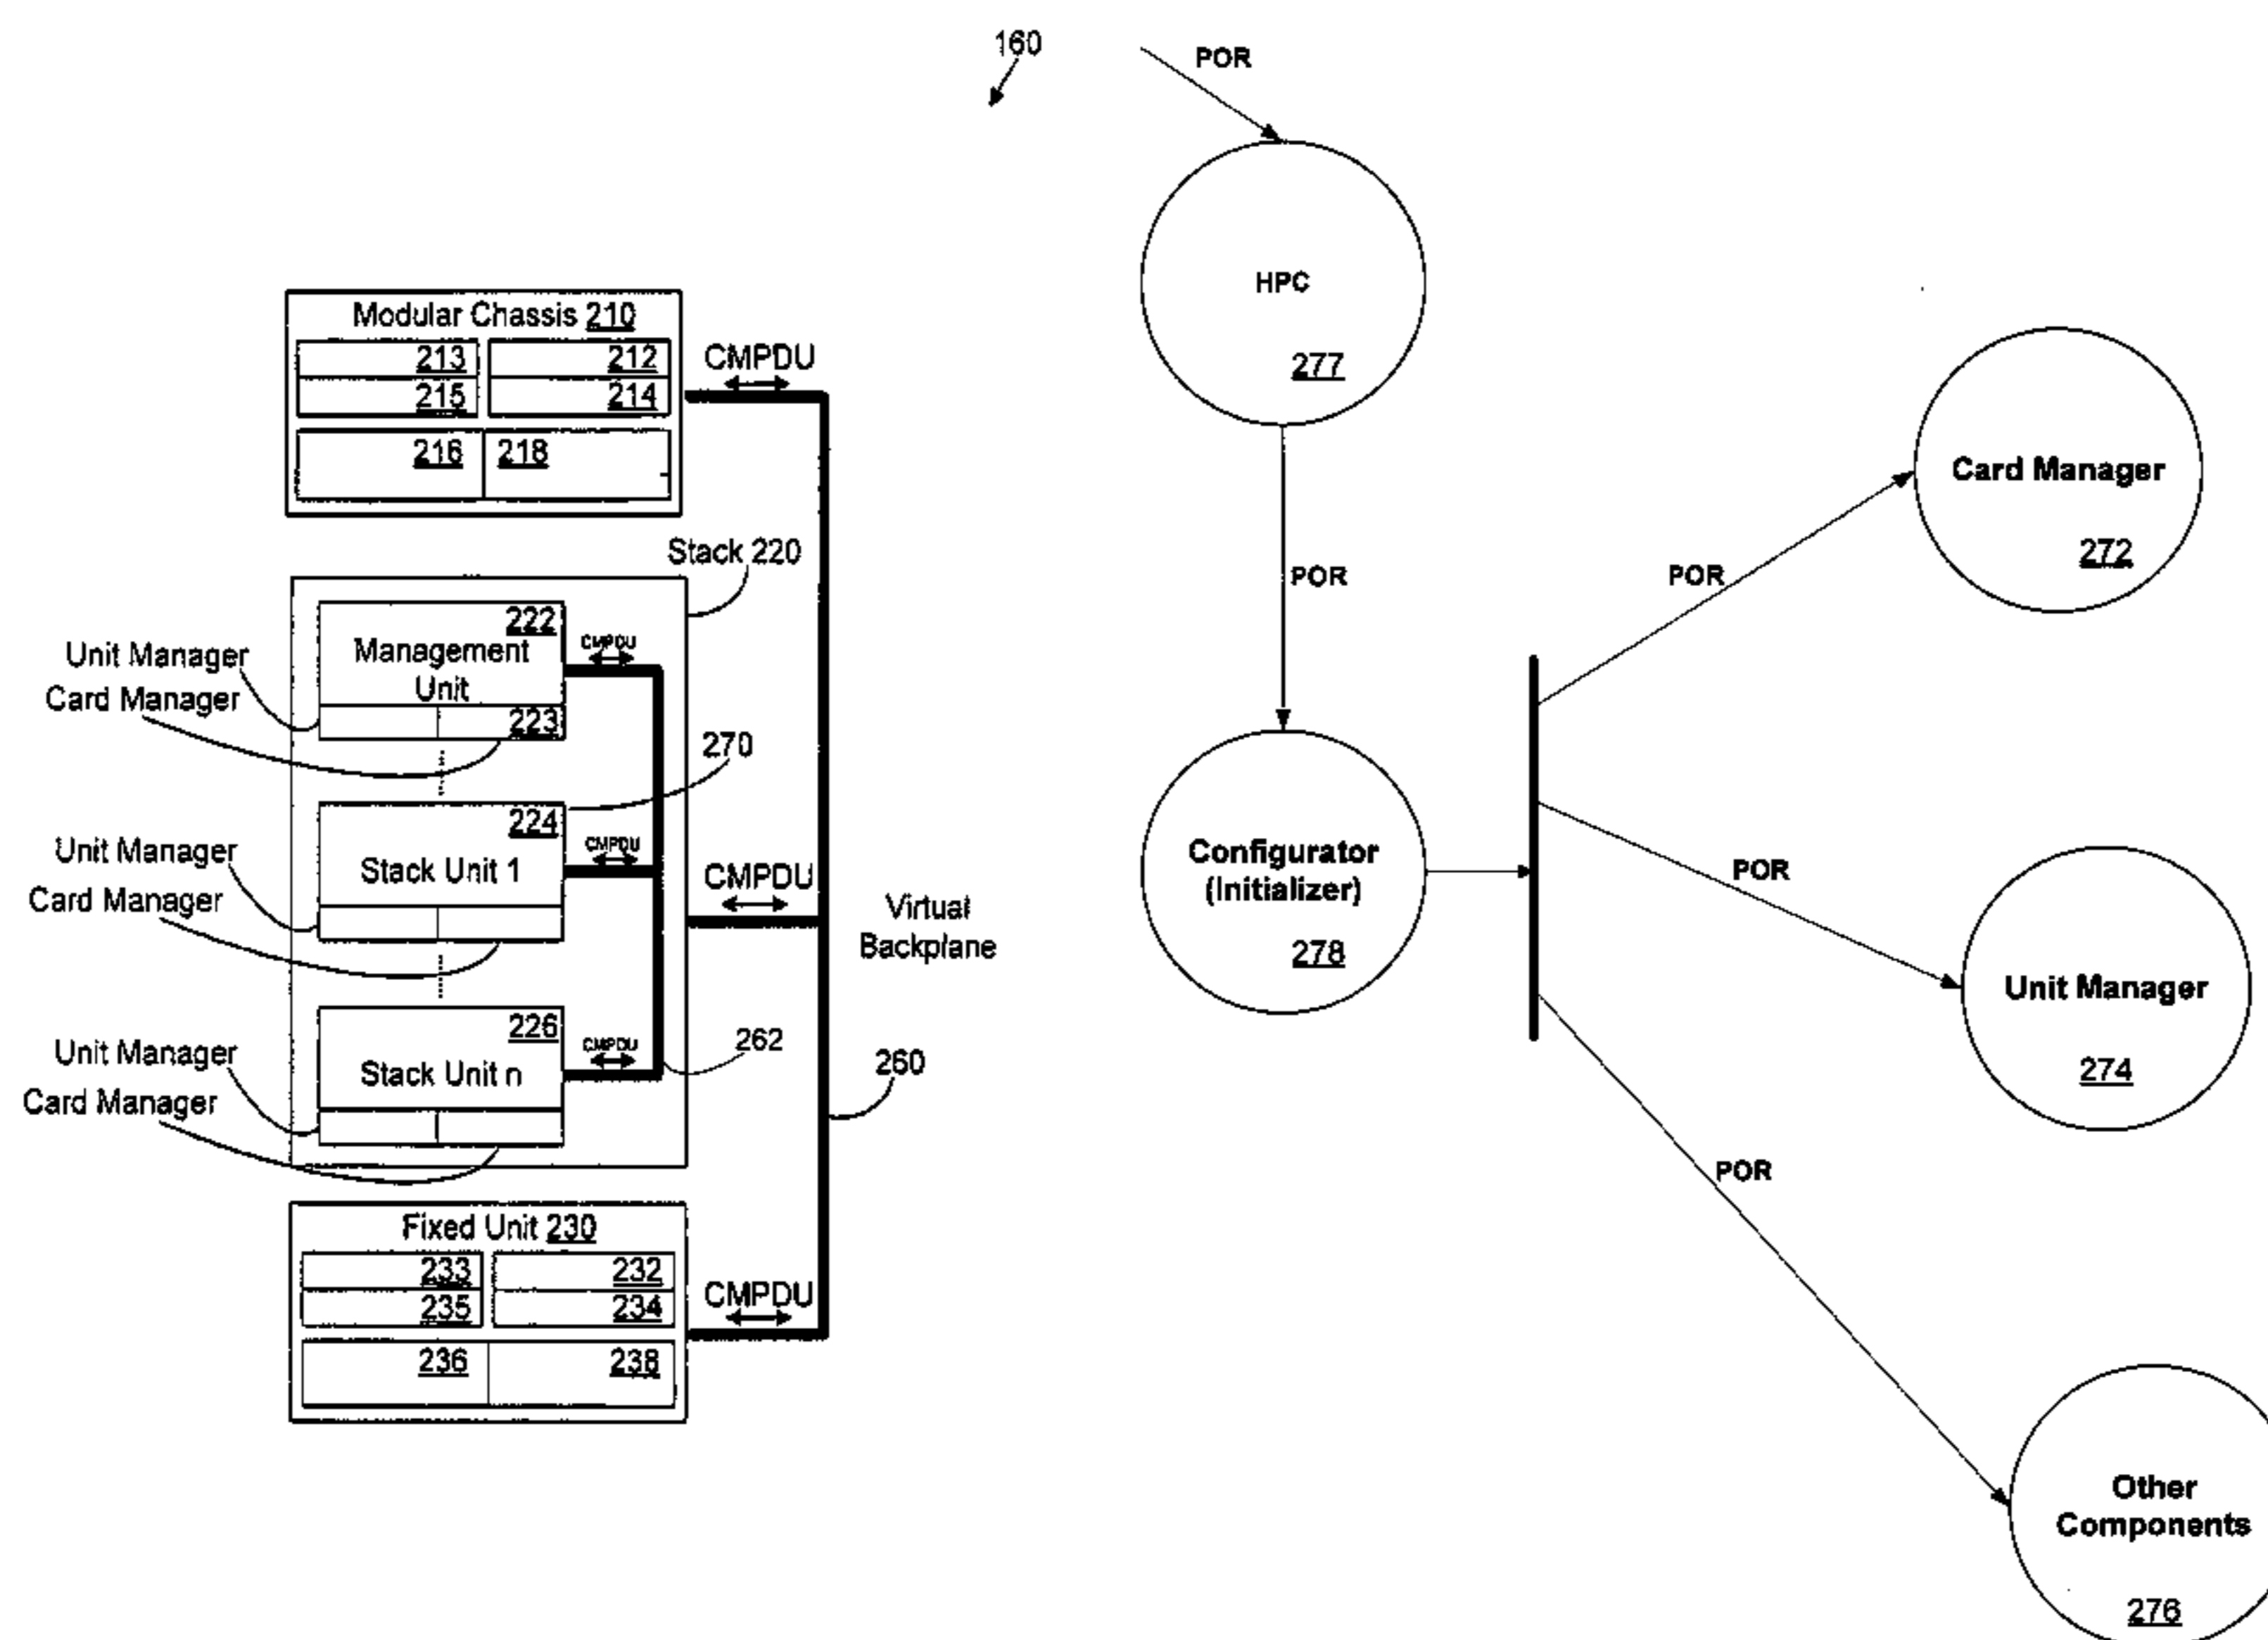 160
Modular Chassis 210
213
212
215
214
216
218
CMPDU
Stack 220
222
Management
Unit
223
CMPDU
Unit Manager
Card Manager
270
224
Stack Unit 1
CMPDU
Unit Manager
Card Manager
CMPDU
Virtual
Backplane
226
Stack Unit n
CMPDU
Unit Manager
Card Manager
262
260
Fixed Unit 230
233
232
235
234
236
238
CMPDU
POR
HPC
277
POR
Configurator
(Initializer)
278
POR
Card Manager
272
POR
Unit Manager
274
POR
Other
Components
276